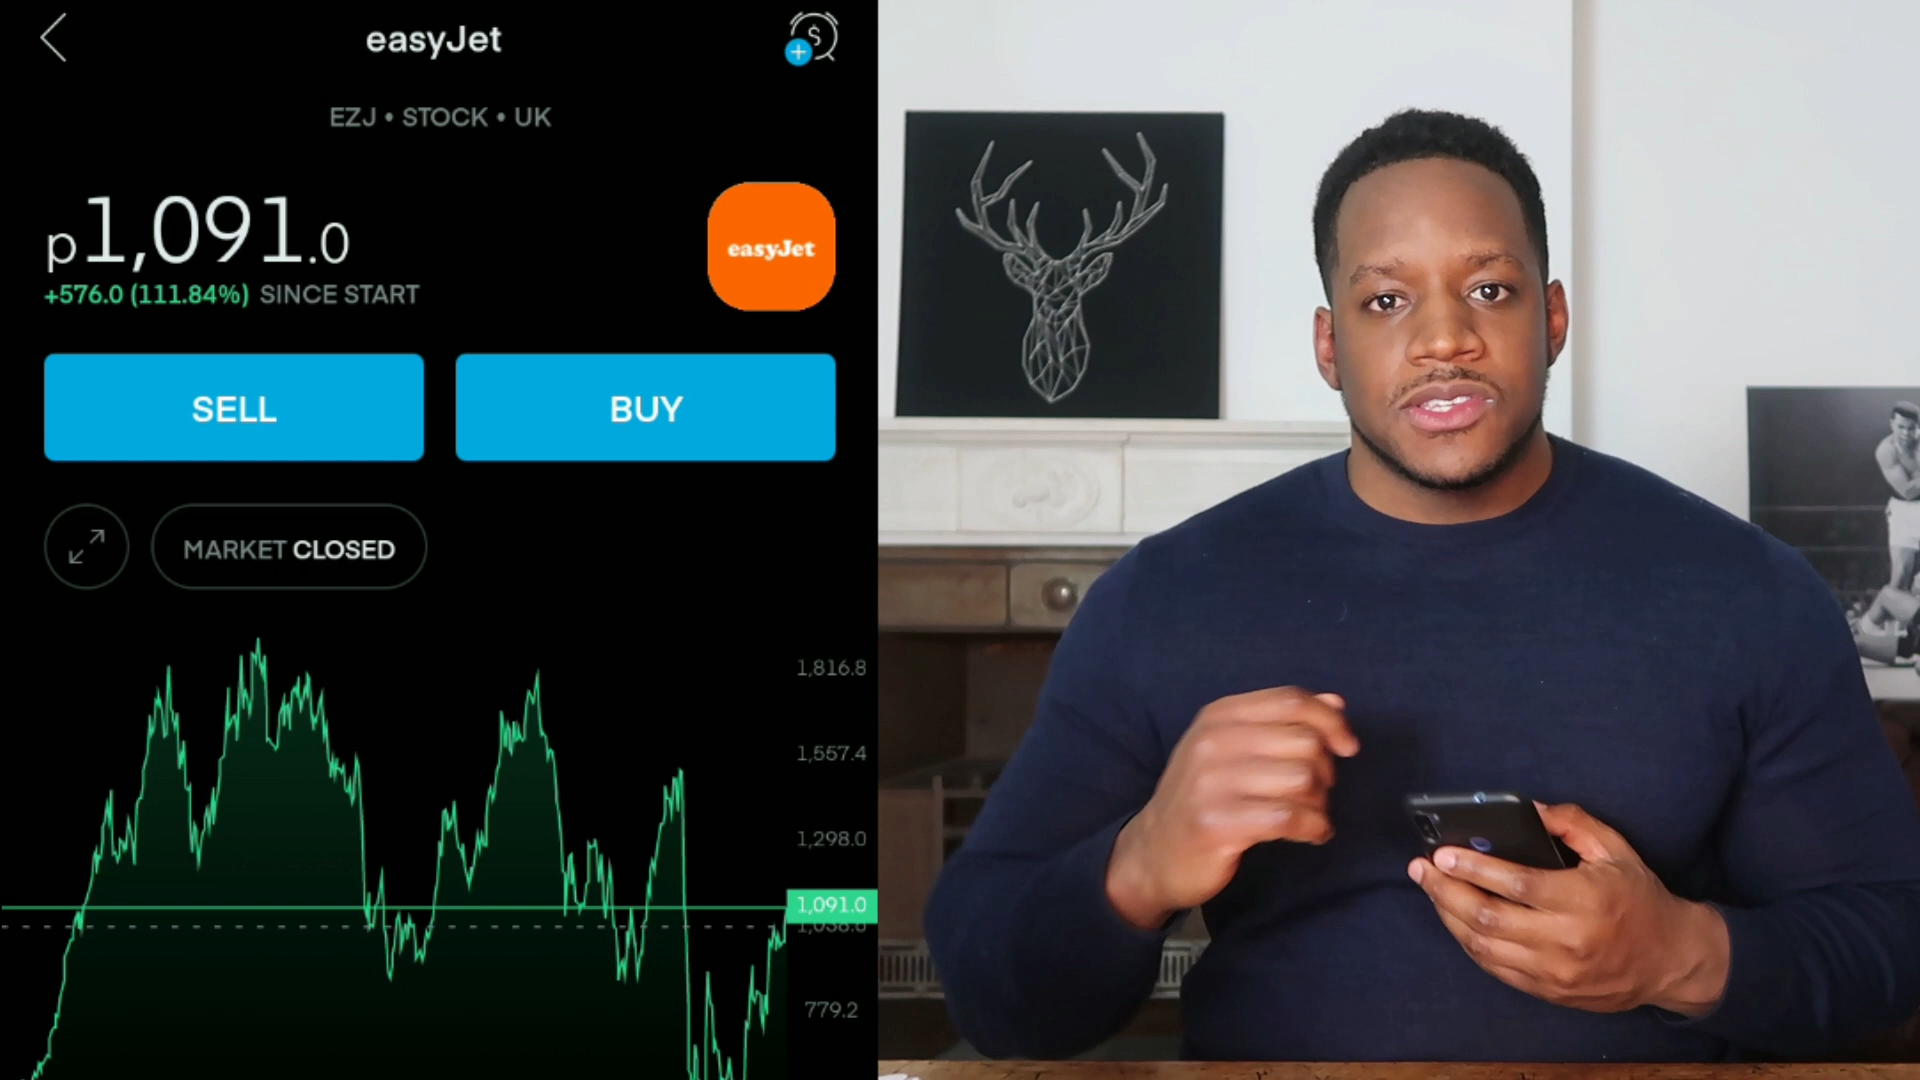 easyJet
$
EZJ • STOCK • UK
p1,091.0
+576.0 (111.84%) SINCE START
easyJet
SELL
BUY
MARKET CLOSED
1,816.8
1,557.4
1,298.0
1,091.0
779.2